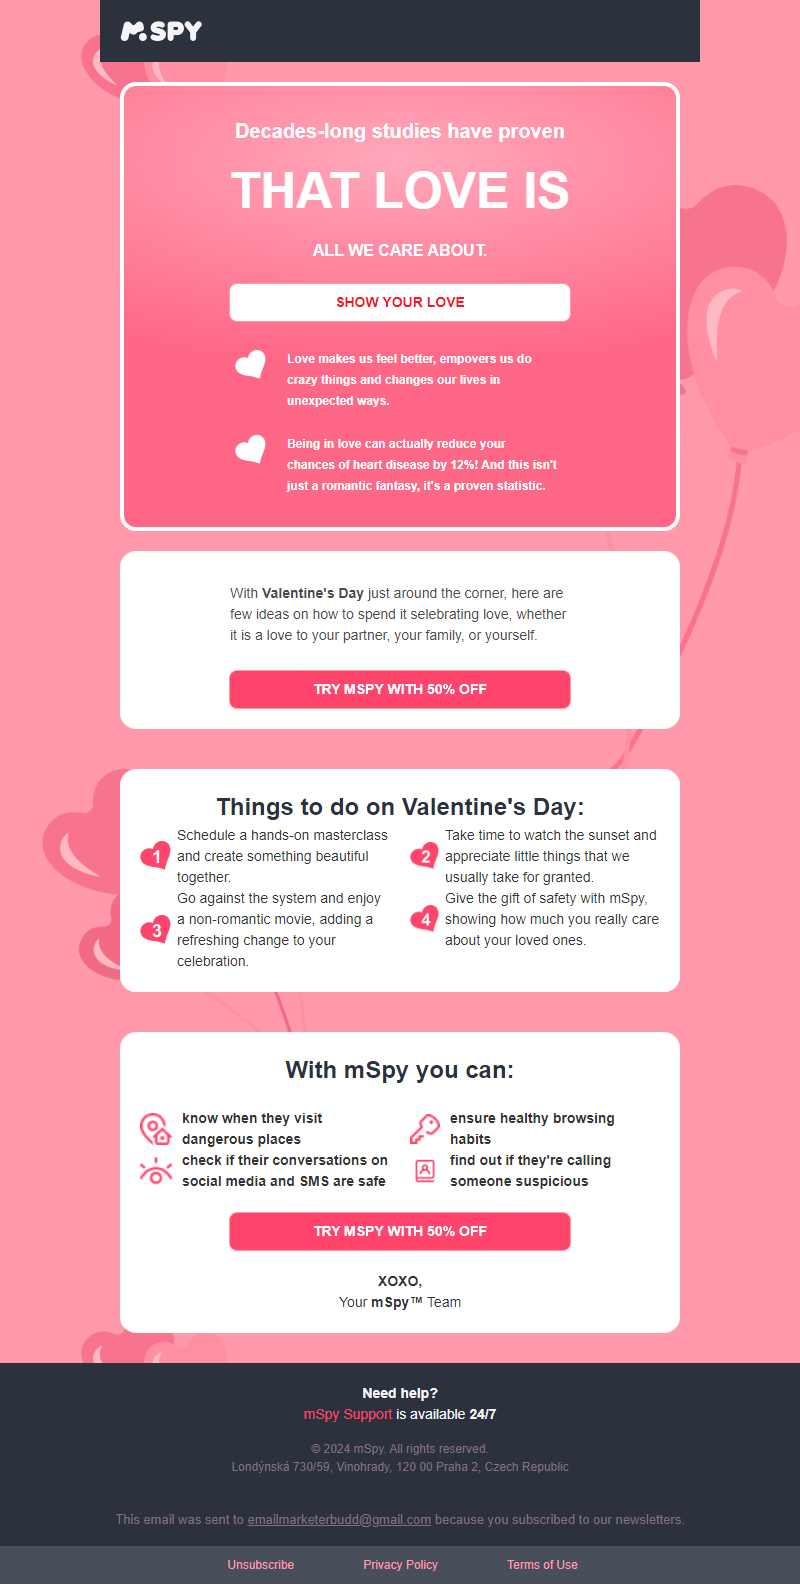 mSPY
Decades-long studies have proven
THAT LOVE IS
ALL WE CARE ABOUT.
SHOW YOUR LOVE
Love makes us feel better, empovers us do
crazy things and changes our lives in
unexpected ways.
Being in love can actually reduce your
chances of heart disease by 12%! And this isn't
just a romantic fantasy, it's a proven statistic.
With Valentine's Day just around the corner, here are
few ideas on how to spend it selebrating love, whether
it is a love to your partner, your family, or yourself.
TRY MSPY WITH 50% OFF
Things to do on Valentine's Day:
1
Schedule a hands-on masterclass
and create something beautiful
together.
2
Take time to watch the sunset and
appreciate little things that we
usually take for granted.
3
Go against the system and enjoy
a non-romantic movie, adding a
refreshing change to your
celebration.
4
Give the gift of safety with mSpy,
showing how much you really care
about your loved ones.
With mSpy you can:
know when they visit
dangerous places
ensure healthy browsing
habits
check if their conversations on
social media and SMS are safe
find out if they're calling
someone suspicious
TRY MSPY WITH 50% OFF
XOXO,
Your mSpy™ Team
Need help?
mSpy Support is available 24/7
© 2024 mSpy. All rights reserved.
Londýnská 730/59, Vinohrady, 120 00 Praha 2, Czech Republic
This email was sent to emailmarketerbudd@gmail.com because you subscribed to our newsletters.
Unsubscribe Privacy Policy Terms of Use